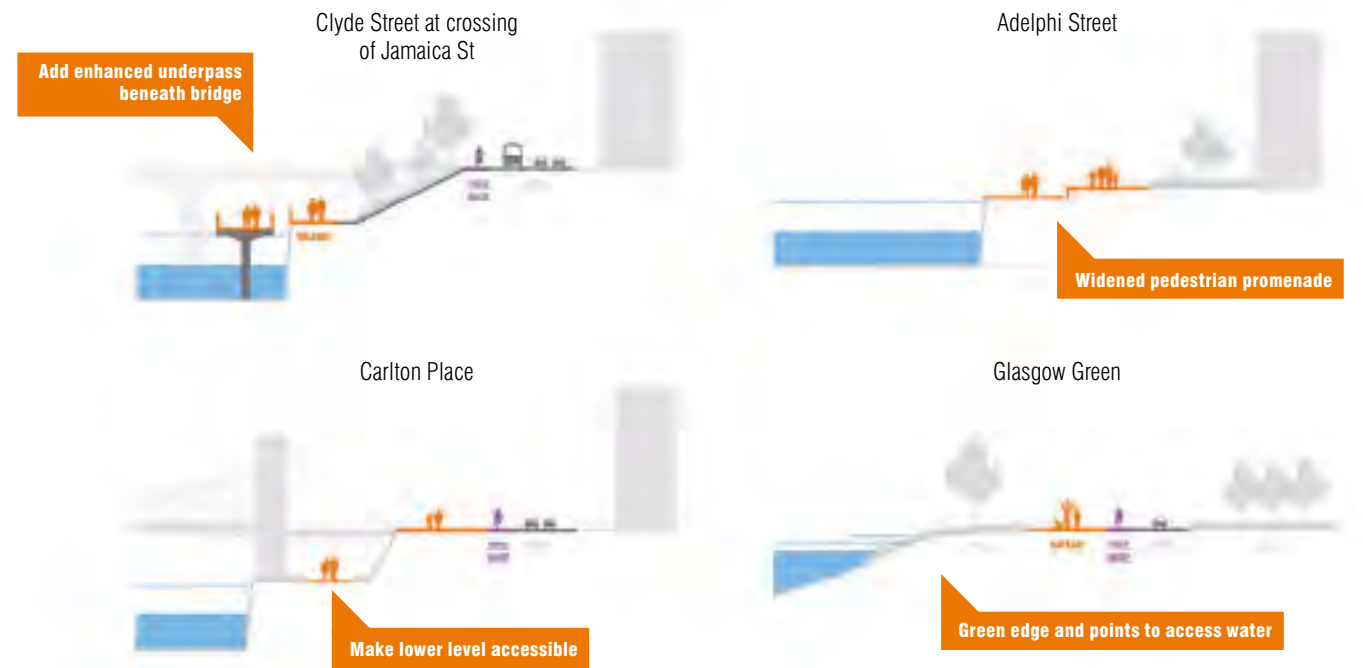 Clyde Street at crossing
of Jamaica St
Add enhanced underpass
beneath bridge
Adelphi Street
Widened pedestrian promenade
Carlton Place
Make lower level accessible
Glasgow Green
Green edge and points to access water